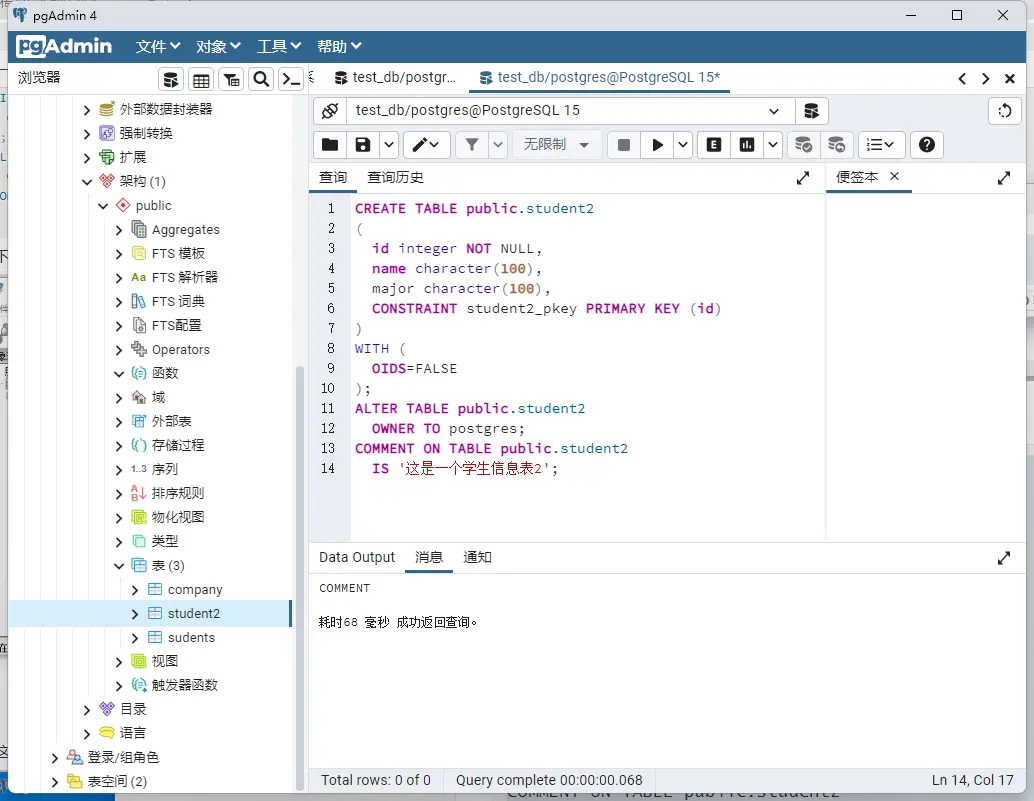 pgAdmin 4
pgAdmin 文件 对象 工具 帮助
浏览器
test_db/postgr... test_db/postgres@PostgreSQL 15*
test_db/postgres@PostgreSQL 15
无限制
E
查询 查询历史
便签本
外部数据封装器
强制转换
扩展
架构 (1)
public
Aggregates
FTS 模板
Aa FTS 解析器
FTS 词典
FTS配置
Operators
函数
域
外部表
存储过程
1..3 序列
排序规则
物化视图
类型
表 (3)
company
student2
sudents
视图
触发器函数
目录
语言
登录/组角色
表空间 (2)
1 CREATE TABLE public.student2
2 (
3 id integer NOT NULL,
4 name character(100),
5 major character(100),
6 CONSTRAINT student2_pkey PRIMARY KEY (id)
7 )
8 WITH (
9 OIDS=FALSE
10 );
11 ALTER TABLE public.student2
12 OWNER TO postgres;
13 COMMENT ON TABLE public.student2
14 IS '这是一个学生信息表2';
Data Output 消息 通知
COMMENT
耗时68 毫秒 成功返回查询。
Total rows: 0 of 0 Query complete 00:00:00.068 Ln 14, Col 17
COMMENT ON TABLE public.student2